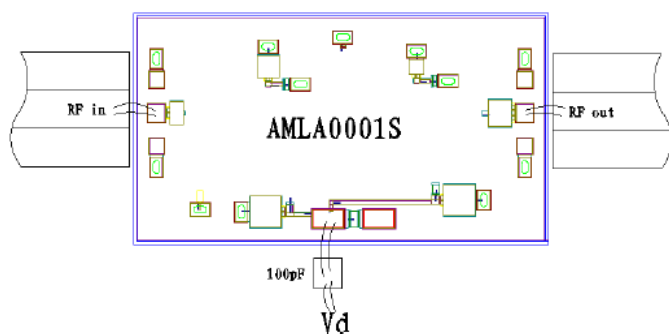 RF in
RF out
AMLA0001S
100pF
Vd